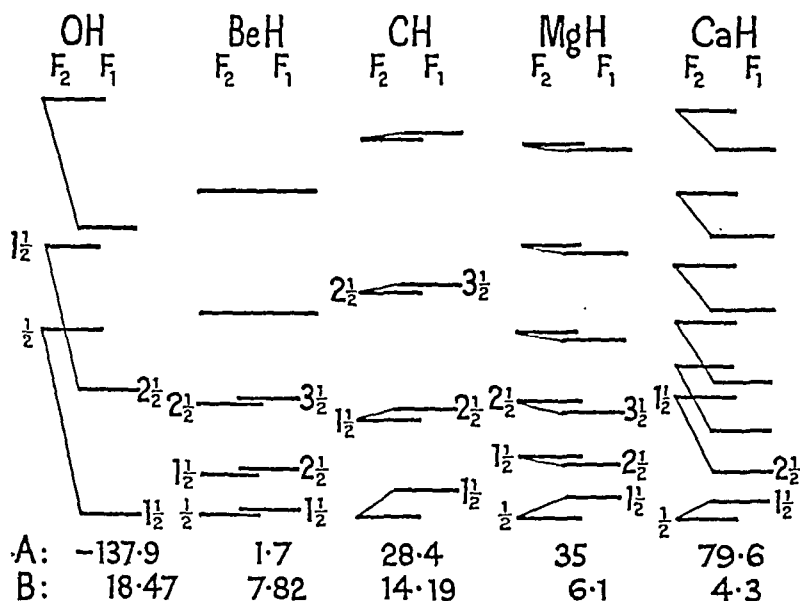 OH BeH CH MgH CaH
F₂ F₁ F₂ F₁ F₂ F₁ F₂ F₁ F₂ F₁
2½ 3½
1½
1½
½
2½ 2½ 3½ 1½ 2½ 2½ 3½
1½ 2½ 1½ 2½ 2½
1½ ½ 1½ 1½ ½ 1½ ½ 1½
A: -137·9 1·7 28·4 35 79·6
B: 18·47 7·82 14·19 6·1 4·3